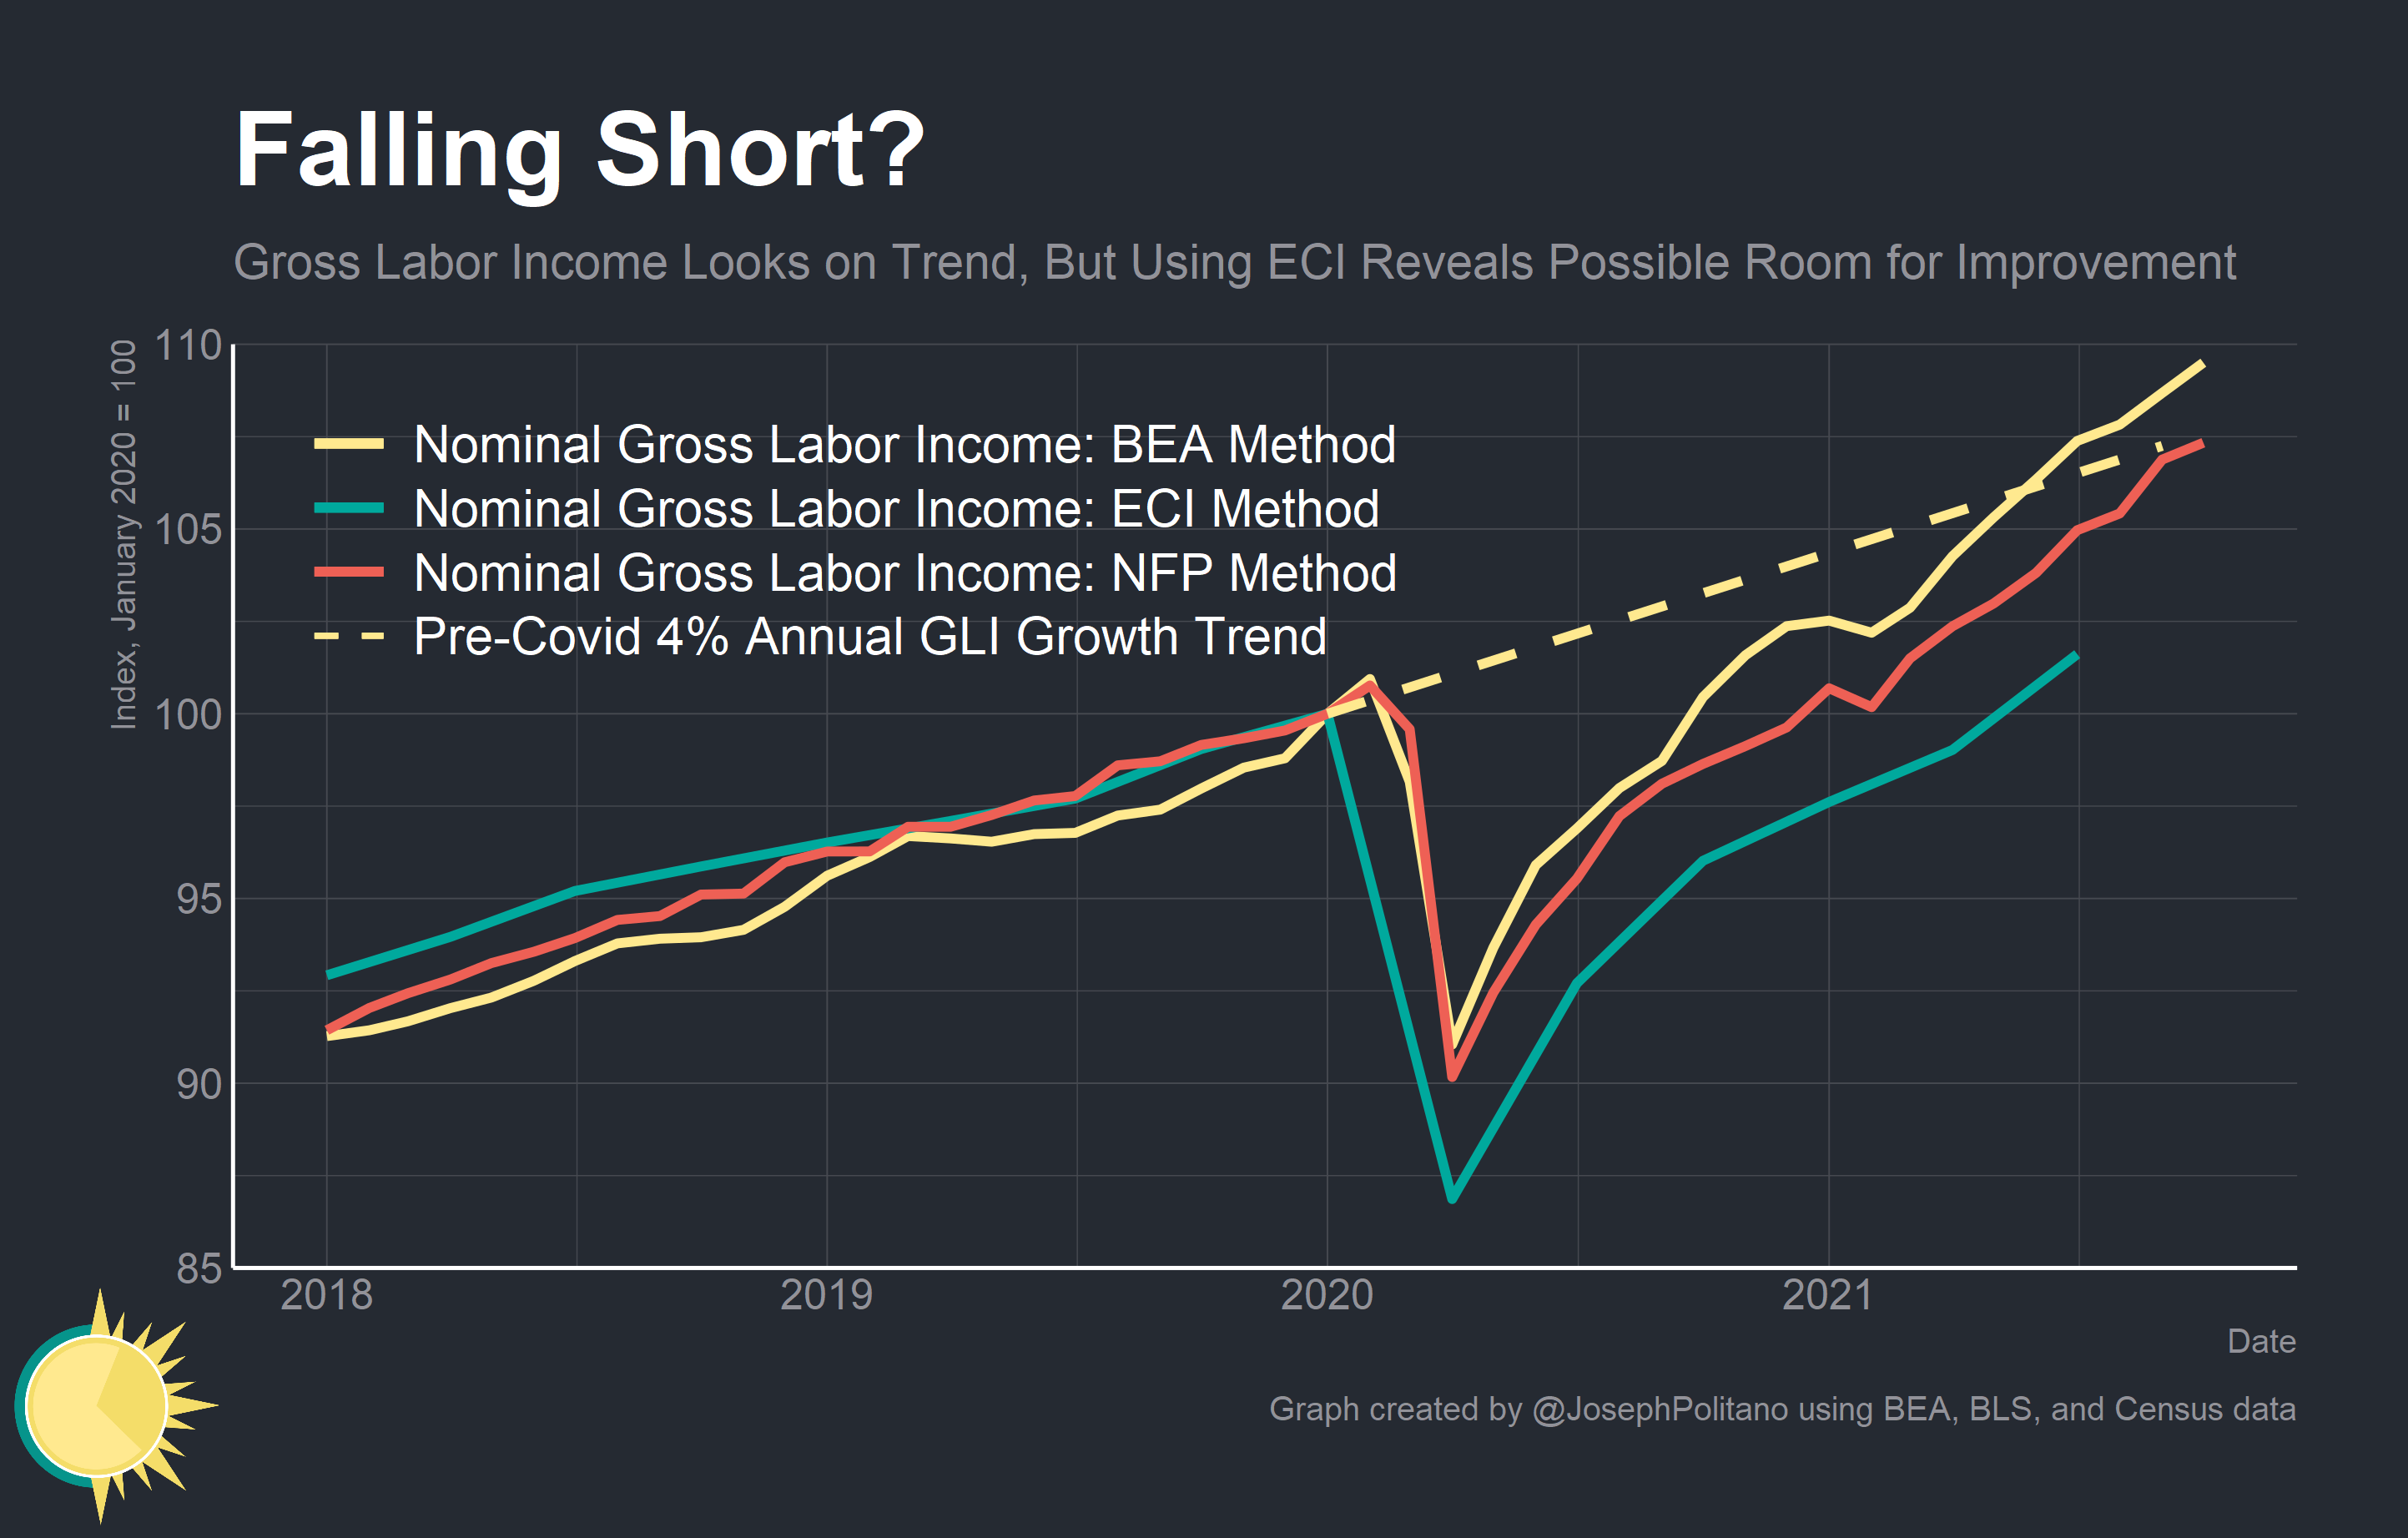 Falling Short?
Gross Labor Income Looks on Trend, But Using ECI Reveals Possible Room for Improvement
Index, January 2020 = 100
110
105
100
95
90
85
Nominal Gross Labor Income: BEA Method
Nominal Gross Labor Income: ECI Method
Nominal Gross Labor Income: NFP Method
Pre-Covid 4% Annual GLI Growth Trend
2018 2019 2020 2021
Date
Graph created by @JosephPolitano using BEA, BLS, and Census data